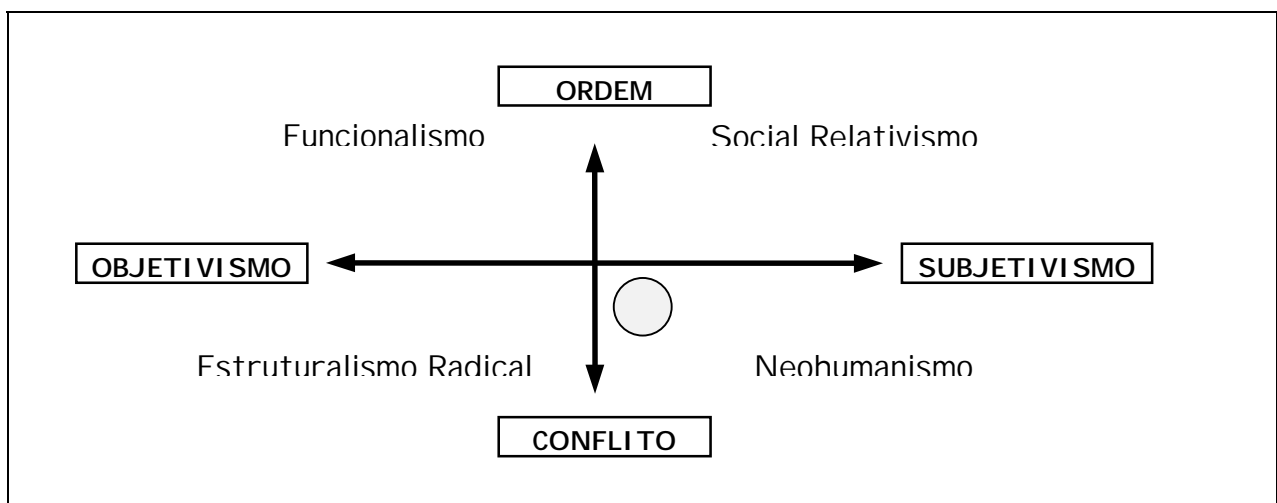 ORDEM
Funcionalismo
Social Relativismo
OBJETIVISMO
SUBJETIVISMO
Estruturalismo Radical
Neohumanismo
CONFLITO